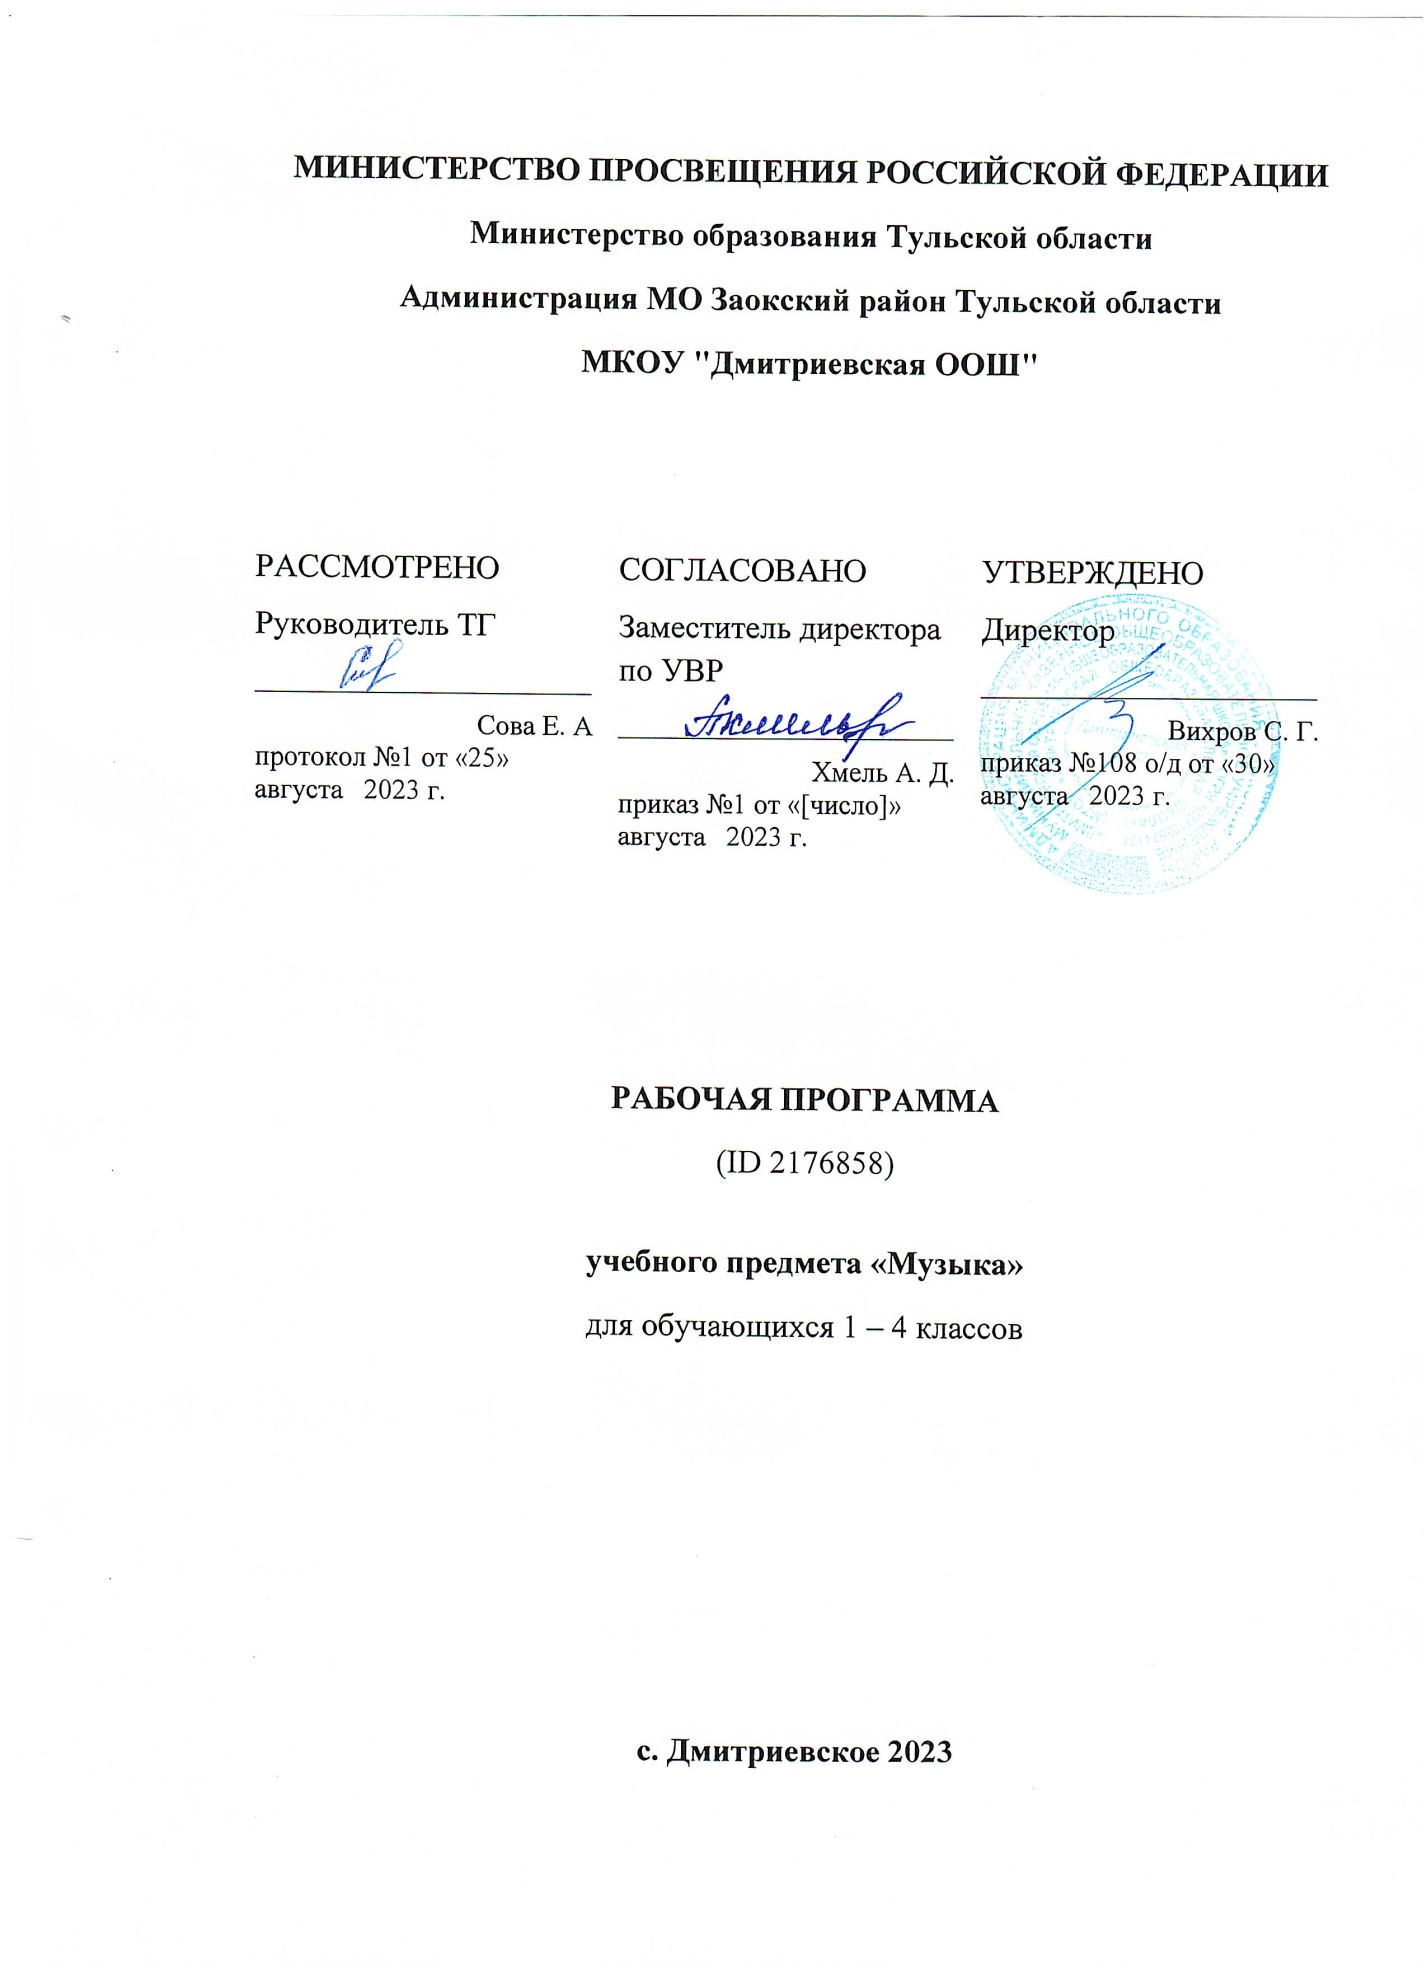 МИНИСТЕРСТВО ПРОСВЕЩЕНИЯ РОССИЙСКОЙ ФЕДЕРАЦИИ
Министерство образования Тульской области
Администрация МО Заокский район Тульской области
МКОУ "Дмитриевская ООШ"
РАССМОТРЕНО
Руководитель ТГ
Сова Е. А
протокол №1 от «25»
августа 2023 г.
СОГЛАСОВАНО
Заместитель директора
по УВР
Хмель А. Д.
приказ №1 от «[число]»
августа 2023 г.
УТВЕРЖДЕНО
Директор
Вихров С. Г.
приказ №108 о/д от «30»
августа 2023 г.
РАБОЧАЯ ПРОГРАММА
(ID 2176858)
учебного предмета «Музыка»
для обучающихся 1 – 4 классов
с. Дмитриевское 2023